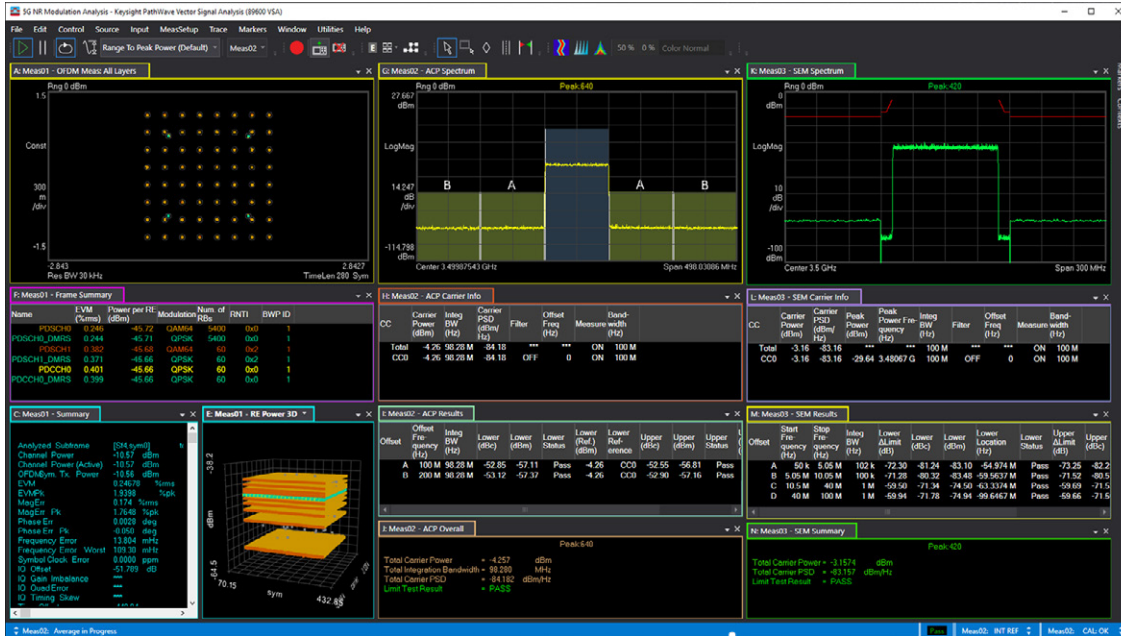 5G NR Modulation Analysis - Keysight PathWave Vector Signal Analysis (89600 VSA)
File Edit Control Source Input MeasSetup Trace Markers Window Utilities Help
Range To Peak Power (Default) Meas02 E 50 % 0 % Color Normal
A: Meas01 - OFDM Meas: All Layers
Rng 0 dBm
1.5
Const
300
m
/div
-1.5
-2.843 2.8427
Res BW 30 kHz TimeLen 280 Sym
G: Meas02 - ACP Spectrum
Rng 0 dBm Peak:640
27.667
dBm
LogMag
14.247
dB
/div
-114.798
dBm
B A A B
Center 3.49987543 GHz Span 498.03086 MHz
K: Meas03 - SEM Spectrum
Rng 0 dBm Peak:420
0
dBm
LogMag
10
dB
/div
-100
dBm
Center 3.5 GHz Span 300 MHz
Markers Contexts
F: Meas01 - Frame Summary
Name EVM (%rms) Power per RE (dBm) Modulation Num. of RBs RNTI BWP ID
PDSCH0 0.246 -45.72 QAM64 5400 0x0 1
PDSCH0_DMRS 0.244 -45.71 QPSK 5400 0x0 1
PDSCH1 0.382 -45.68 QAM64 60 0x2 1
PDSCH1_DMRS 0.371 -45.66 QPSK 60 0x2 1
PDCCH0 0.401 -45.66 QPSK 60 0x0 1
PDCCH0_DMRS 0.399 -45.66 QPSK 60 0x0 1
H: Meas02 - ACP Carrier Info
CC Carrier Power (dBm) Integ BW (Hz) Carrier PSD (dBm/Hz) Filter Offset Freq (Hz) Measure Band-width (Hz)
Total -4.26 98.28 M -84.18 *** *** ON 100 M
CC0 -4.26 98.28 M -84.18 OFF 0 ON 100 M
L: Meas03 - SEM Carrier Info
CC Carrier Power (dBm) Carrier PSD (dBm/Hz) Peak Power (dBm) Peak Power Fre-quency (Hz) Integ BW (Hz) Filter Offset Freq (Hz) Measure Band-width (Hz)
Total -3.16 -83.16 *** *** 100 M *** *** ON 100 M
CC0 -3.16 -83.16 -29.64 3.48067 G 100 M OFF 0 ON 100 M
C: Meas01 - Summary
Analyzed Subframe [Sf4,sym0]
Channel Power -10.57 dBm
Channel Power (Active) -10.57 dBm
OFDMSym. Tx. Power -10.56 dBm
EVM 0.24678 %rms
EVMPk 1.9398 %pk
MagErr 0.174 %rms
MagErr Pk 1.7648 %pk
Phase Err 0.0028 deg
Phase Err Pk -0.050 deg
Frequency Error 13.804 mHz
Frequency Error Worst 109.30 mHz
Symbol Clock Error 0.0000 ppm
IQ Offset -51.789 dB
IQ Gain Imbalance ***
IQ Quad Error ***
IQ Timing Skew ***
E: Meas01 - RE Power 3D
-38.2
dBm
-64.5
70.15
sym
432.85
I: Meas02 - ACP Results
Offset Offset Fre-quency (Hz) Integ BW (Hz) Lower (dBc) Lower (dBm) Lower Status Lower (Ref.) (dBm) Lower Ref-erence Upper (dBc) Upper (dBm) Upper Status
A 100 M 98.28 M -52.85 -57.11 Pass -4.26 CC0 -52.55 -56.81 Pass
B 200 M 98.28 M -53.12 -57.37 Pass -4.26 CC0 -52.90 -57.16 Pass
M: Meas03 - SEM Results
Offset Start Fre-quency (Hz) Stop Fre-quency (Hz) Integ BW (Hz) Lower ΔLimit (dB) Lower (dBc) Lower (dBm) Lower Location (Hz) Lower Status Upper ΔLimit (dB) Upper (dBc)
A 50 k 5.05 M 102 k -72.30 -81.24 -83.10 -54.974 M Pass -73.25 -82.2
B 5.05 M 10.05 M 100 k -71.28 -80.32 -83.48 -59.5637 M Pass -71.52 -80.5
C 10.5 M 40 M 1 M -59.50 -71.34 -74.50 -63.3374 M Pass -59.69 -71.5
D 40 M 100 M 1 M -59.94 -71.78 -74.94 -99.6467 M Pass -59.66 -71.5
J: Meas02 - ACP Overall
Peak:640
Total Carrier Power = -4.257 dBm
Total Integration Bandwidth = 98.280 MHz
Total Carrier PSD = -84.182 dBm/Hz
Limit Test Result = PASS
N: Meas03 - SEM Summary
Peak:420
Total Carrier Power = -3.1574 dBm
Total Carrier PSD = -83.157 dBm/Hz
Limit Test Result = PASS
Meas02: Average in Progress Pass Meas02: INT REF Meas02: CAL: OK